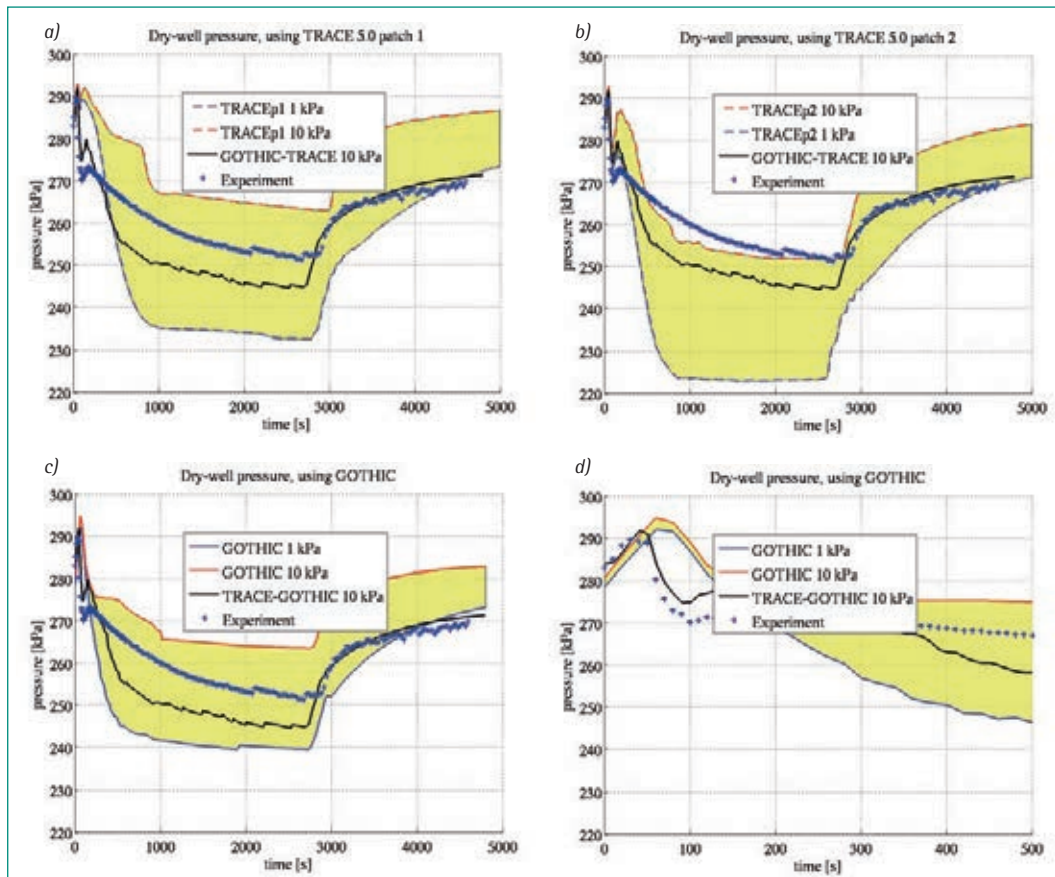 a)
Dry-well pressure, using TRACE 5.0 patch 1
300
290
280
270
260
250
240
230
220
pressure [kPa]
TRACEp1 1 kPa
TRACEp1 10 kPa
GOTHIC-TRACE 10 kPa
Experiment
0 1000 2000 3000 4000 5000
time [s]
b)
Dry-well pressure, using TRACE 5.0 patch 2
300
290
280
270
260
250
240
230
220
pressure [kPa]
TRACEp2 10 kPa
TRACEp2 1 kPa
GOTHIC-TRACE 10 kPa
Experiment
0 1000 2000 3000 4000 5000
time [s]
c)
Dry-well pressure, using GOTHIC
300
290
280
270
260
250
240
230
220
pressure [kPa]
GOTHIC 1 kPa
GOTHIC 10 kPa
TRACE-GOTHIC 10 kPa
Experiment
0 1000 2000 3000 4000 5000
time [s]
d)
Dry-well pressure, using GOTHIC
300
290
280
270
260
250
240
230
220
pressure [kPa]
GOTHIC 1 kPa
GOTHIC 10 kPa
TRACE-GOTHIC 10 kPa
Experiment
0 100 200 300 400 500
time [s]